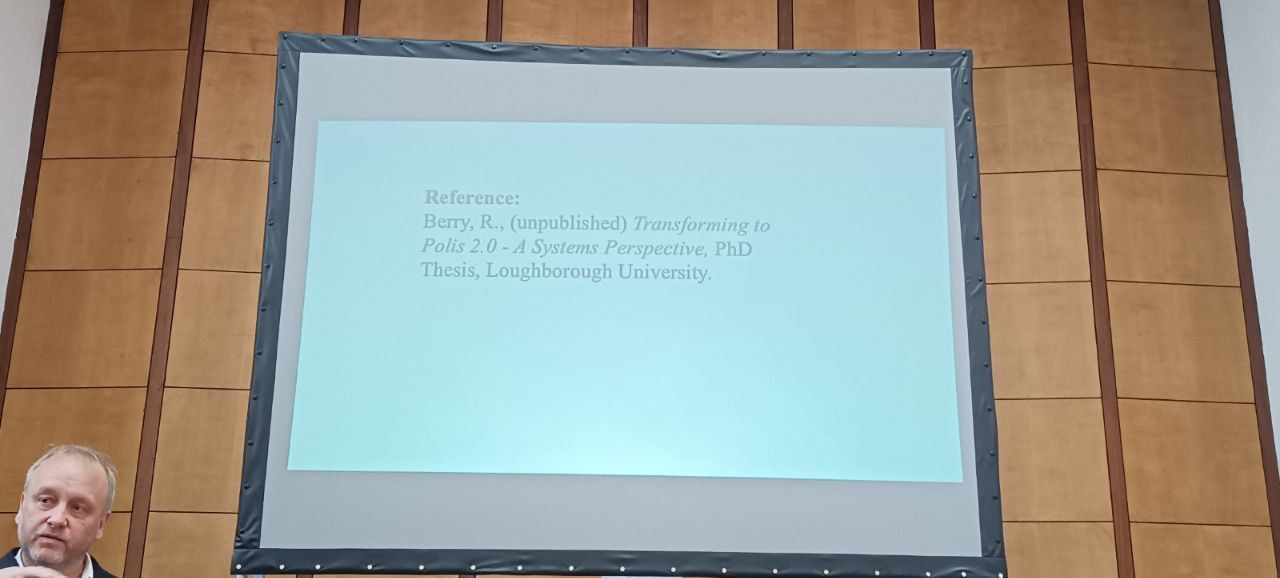 Reference:
Berry, R., (unpublished) Transforming to
Polis 2.0 - A Systems Perspective, PhD
Thesis, Loughborough University.